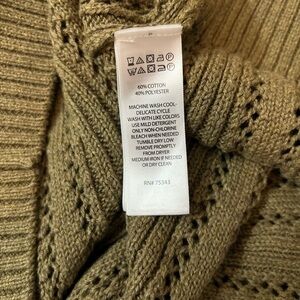 60% COTTON
40% POLYESTER
MACHINE WASH COOL-
DELICATE CYCLE
WASH WITH LIKE COLORS
USE MILD DETERGENT
ONLY NON-CHLORINE
BLEACH WHEN NEEDED
TUMBLE DRY LOW
REMOVE PROMPTLY
FROM DRYER
MEDIUM IRON IF NEEDED
OR DRY CLEAN
RN# 75343